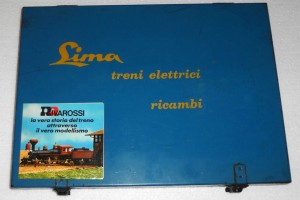 Lima
treni elettrici
ricambi
RIVAROSSI
la vera storia del treno
attraverso
il vero modellismo